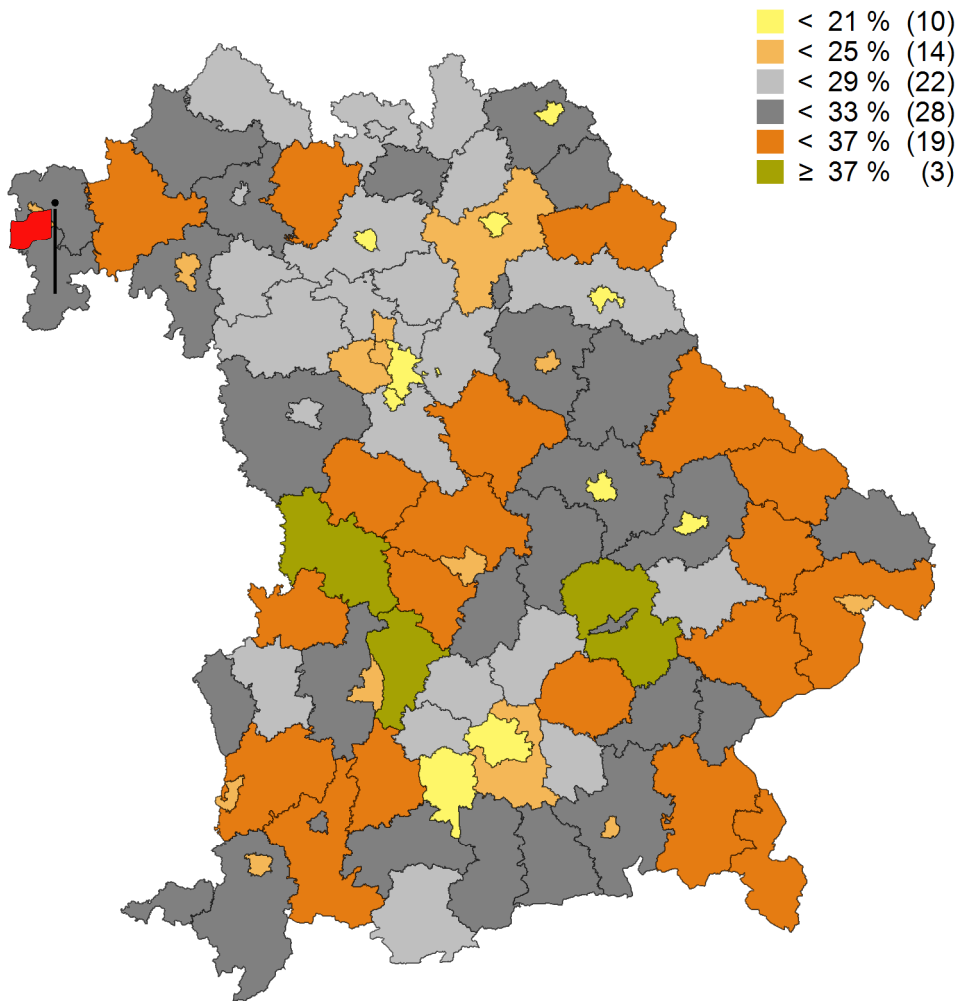 < 21 % (10)
< 25 % (14)
< 29 % (22)
< 33 % (28)
< 37 % (19)
≥ 37 % (3)